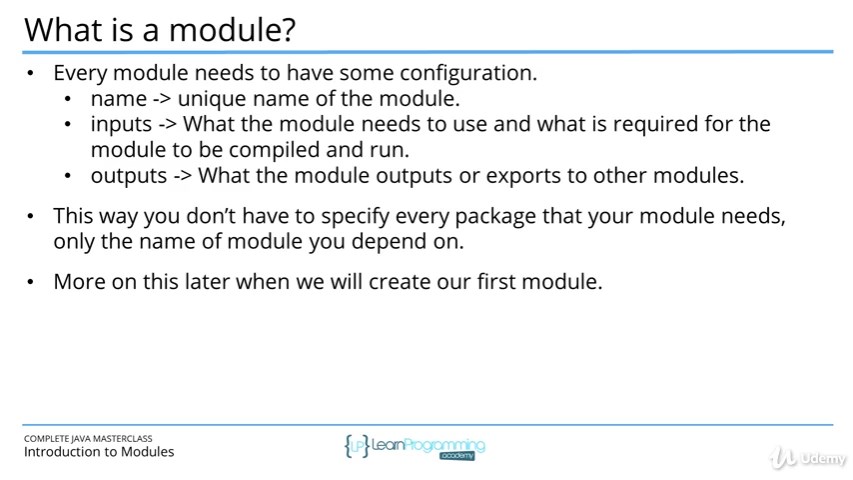 What is a module?
• Every module needs to have some configuration.
• name -> unique name of the module.
• inputs -> What the module needs to use and what is required for the
module to be compiled and run.
• outputs -> What the module outputs or exports to other modules.
• This way you don’t have to specify every package that your module needs,
only the name of module you depend on.
• More on this later when we will create our first module.
COMPLETE JAVA MASTERCLASS
Introduction to Modules
{LP} LearnProgramming
academy
Udemy